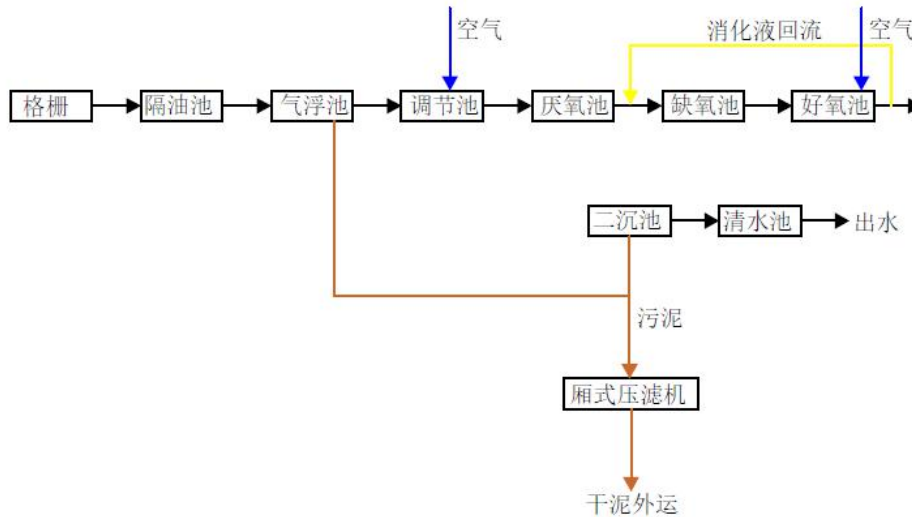 空气
消化液回流
空气
格栅
隔油池
气浮池
调节池
厌氧池
缺氧池
好氧池
二沉池
清水池
出水
污泥
厢式压滤机
干泥外运